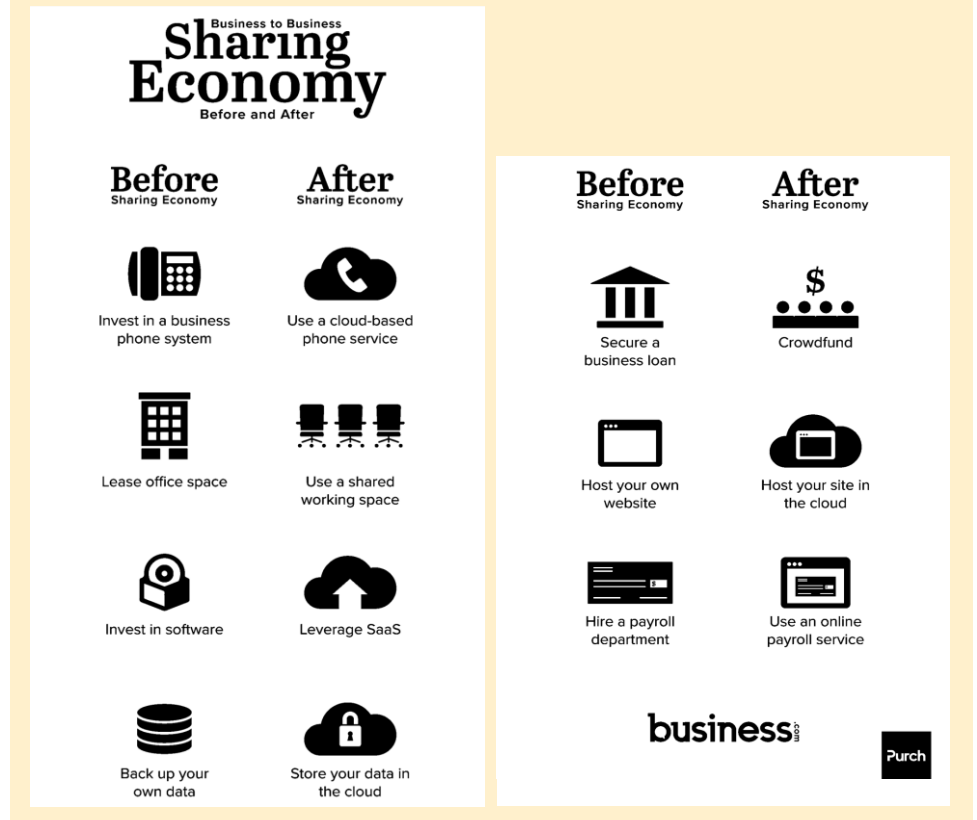 Business to Business
Sharing
Economy
Before and After
Before
Sharing Economy
After
Sharing Economy
Invest in a business
phone system
Use a cloud-based
phone service
Lease office space
Use a shared
working space
Invest in software
Leverage SaaS
Back up your
own data
Store your data in
the cloud
Before
Sharing Economy
After
Sharing Economy
$
Secure a
business loan
Crowdfund
Host your own
website
Host your site in
the cloud
$
Hire a payroll
department
Use an online
payroll service
business.com
Purch